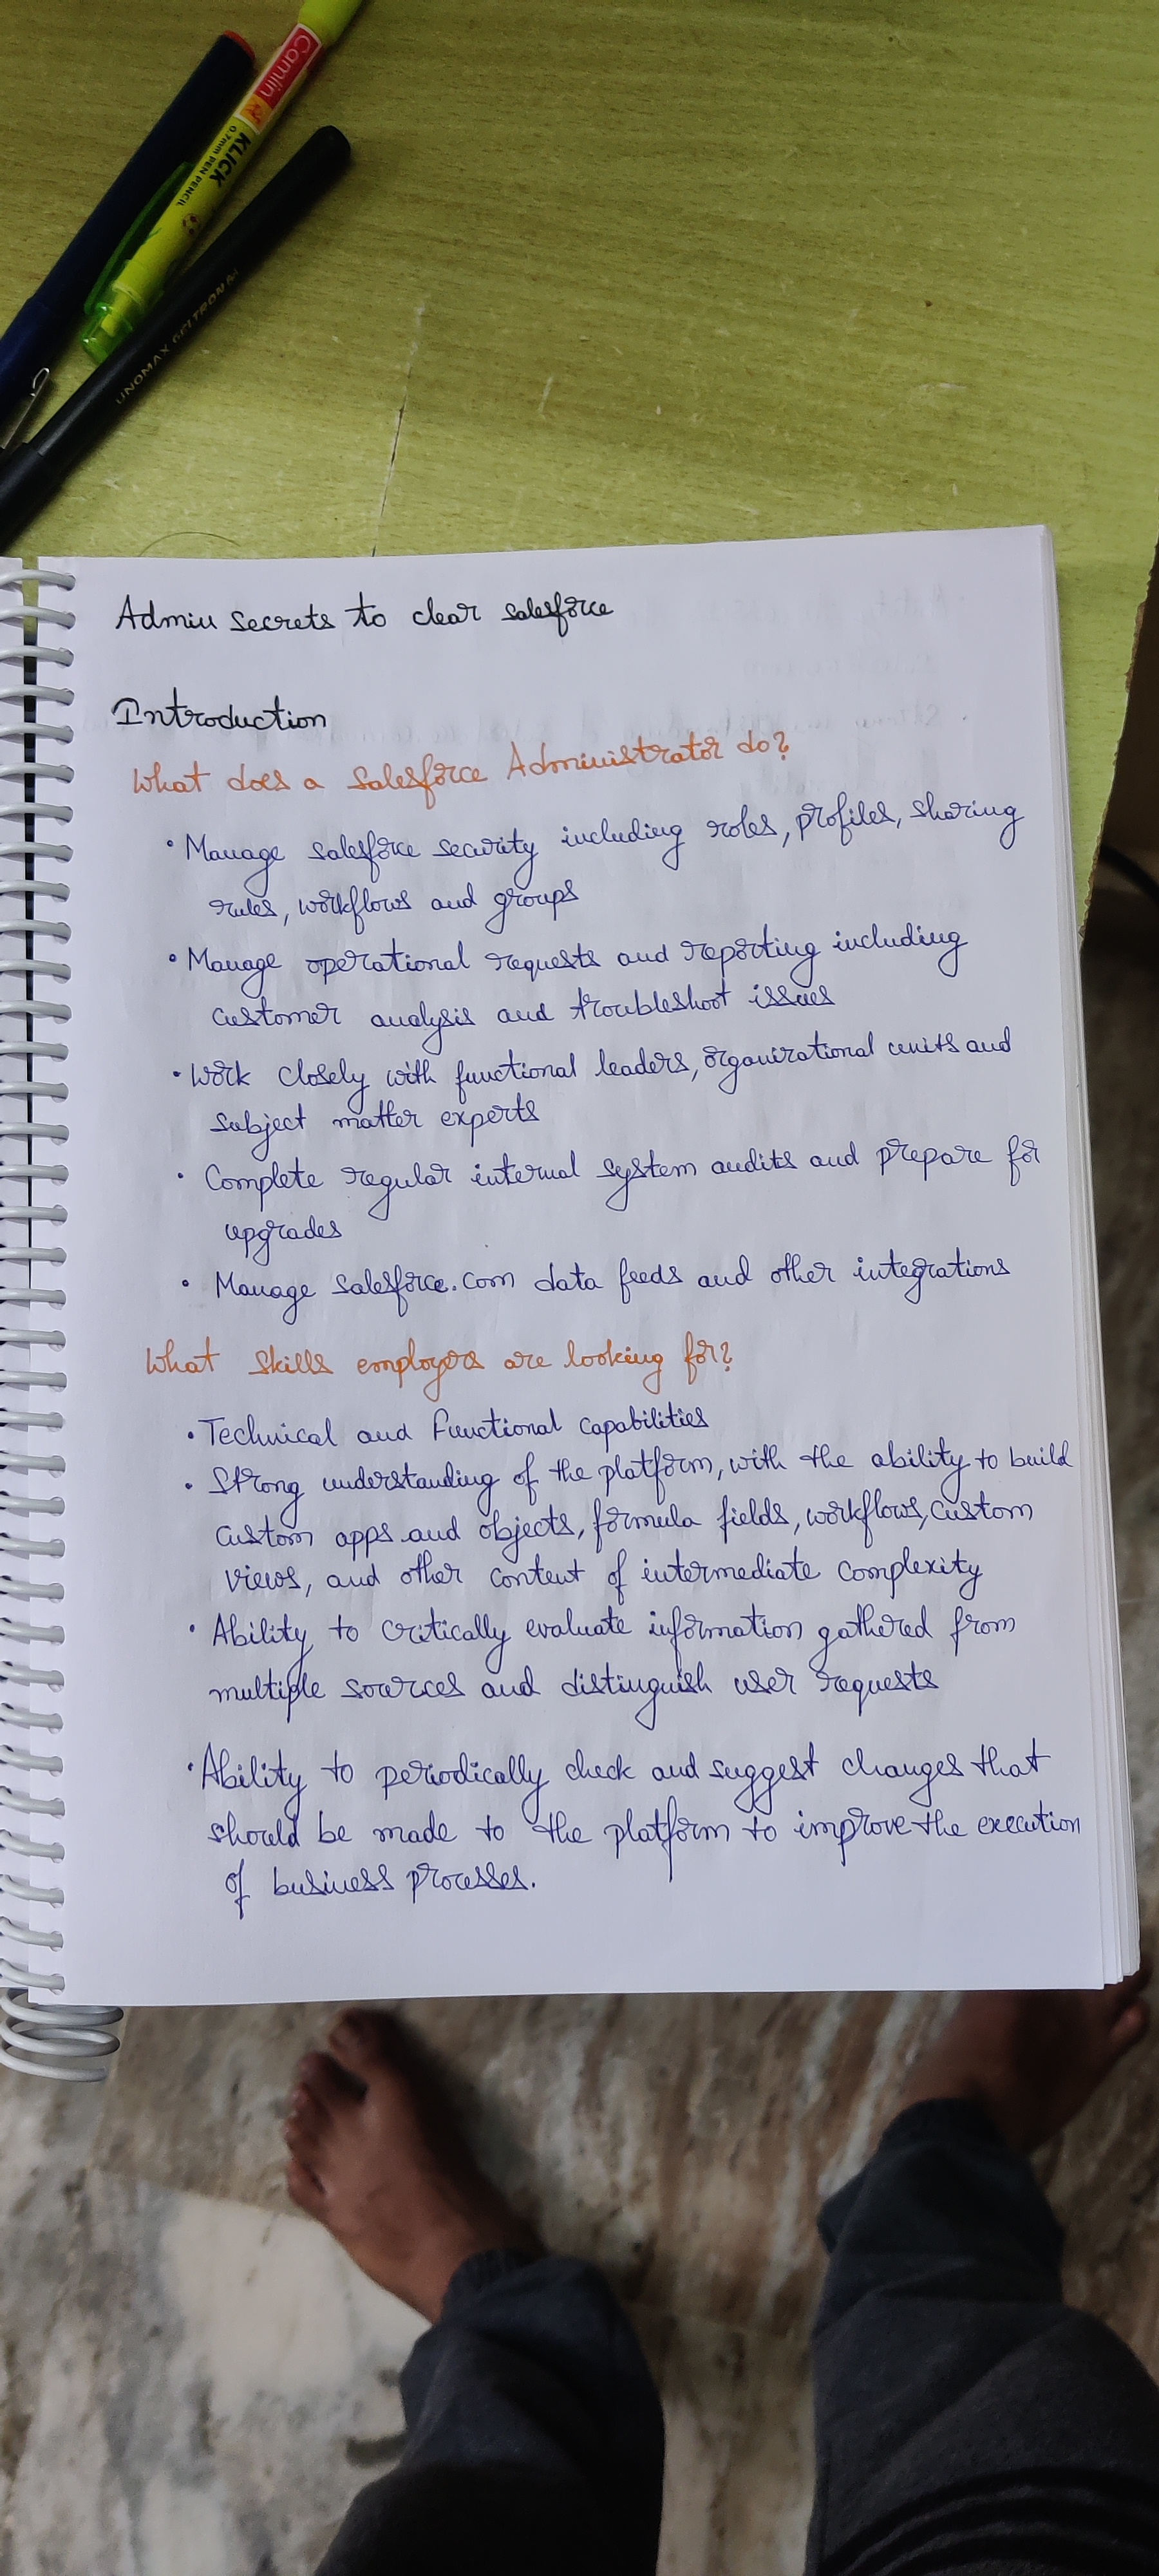 Camlin
KLICK
0.7mm PEN PENCIL
UNOMAX GELTRON
Admin secrets to clear salesforce
Introduction
What does a Salesforce Administrator do?
• Manage salesforce security including roles, profiles, sharing
rules, workflows and groups
• Manage operational requests and reporting including
customer analysis and troubleshoot issues
• Work closely with functional leaders, organizational units and
subject matter experts
• Complete regular internal system audits and prepare for
upgrades
• Manage salesforce.com data feeds and other integrations
What skills employers are looking for?
• Technical and Functional capabilities
• Strong understanding of the platform, with the ability to build
custom apps and objects, formula fields, workflows, custom
views, and other content of intermediate complexity
• Ability to critically evaluate information gathered from
multiple sources and distinguish user requests
• Ability to periodically check and suggest changes that
should be made to the platform to improve the execution
of business processes.